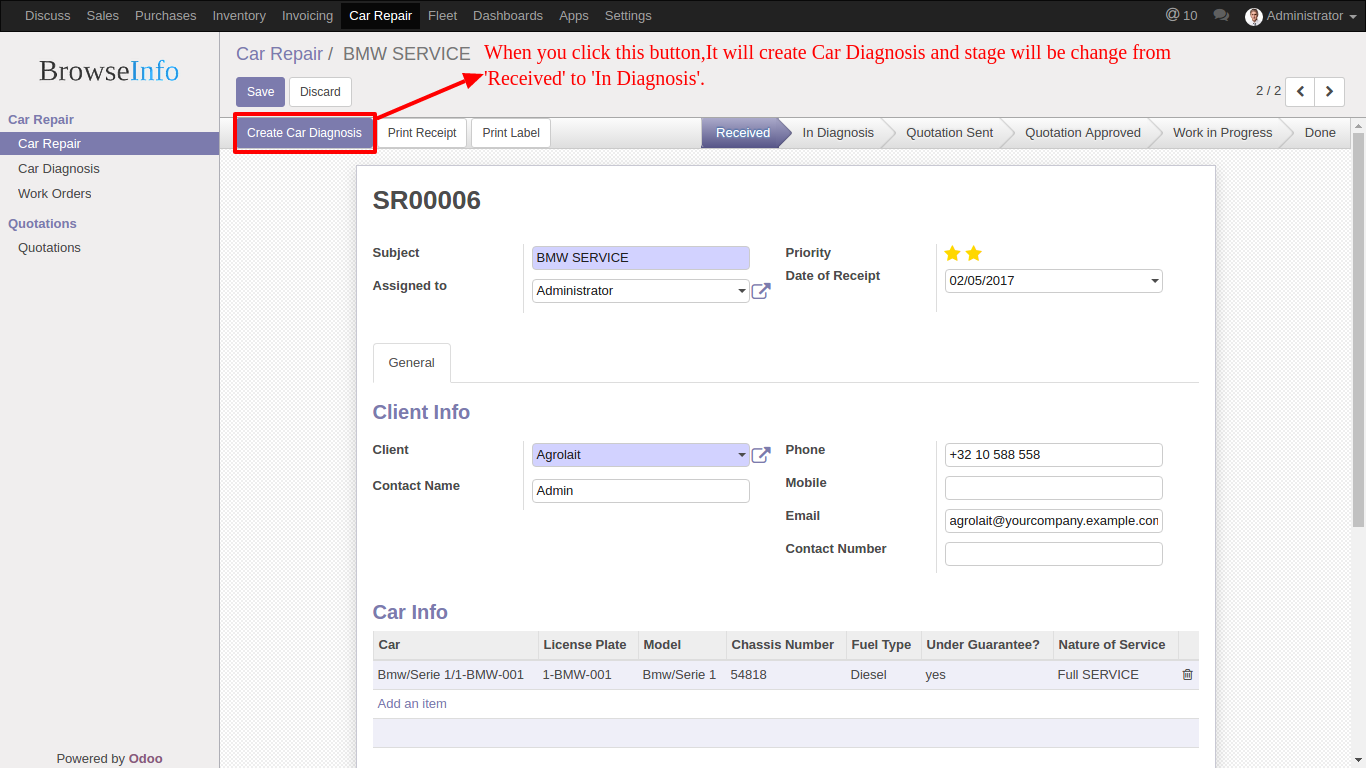 Discuss Sales Purchases Inventory Invoicing Car Repair Fleet Dashboards Apps Settings @ 10 Administrator
BrowseInfo
Car Repair
Car Repair
Car Diagnosis
Work Orders
Quotations
Quotations
Powered by Odoo
Car Repair / BMW SERVICE
When you click this button,It will create Car Diagnosis and stage will be change from
'Received' to 'In Diagnosis'.
Save Discard
2 / 2
Create Car Diagnosis Print Receipt Print Label
Received In Diagnosis Quotation Sent Quotation Approved Work in Progress Done
SR00006
Subject BMW SERVICE
Assigned to Administrator
Priority
Date of Receipt 02/05/2017
General
Client Info
Client Agrolait
Contact Name Admin
Phone +32 10 588 558
Mobile
Email agrolait@yourcompany.example.com
Contact Number
Car Info
Car License Plate Model Chassis Number Fuel Type Under Guarantee? Nature of Service
Bmw/Serie 1/1-BMW-001 1-BMW-001 Bmw/Serie 1 54818 Diesel yes Full SERVICE
Add an item